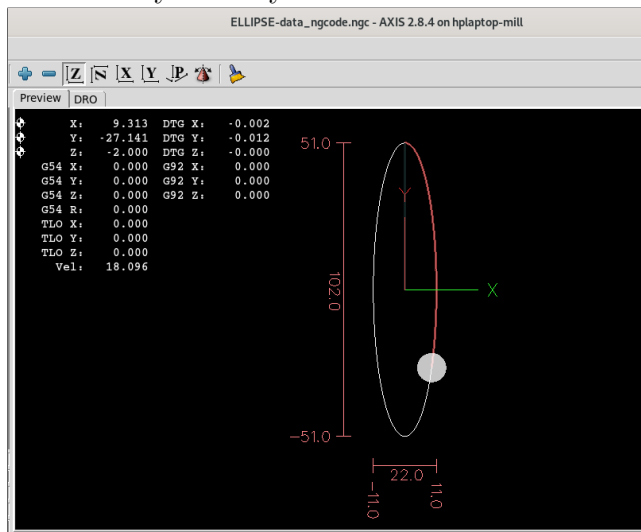 ELLIPSE-data_ngcode.ngc - AXIS 2.8.4 on hplaptop-mill
Z N X Y P
Preview DRO
X: 9.313 DTG X: -0.002
Y: -27.141 DTG Y: -0.012
Z: -2.000 DTG Z: -0.000
G54 X: 0.000 G92 X: 0.000
G54 Y: 0.000 G92 Y: 0.000
G54 Z: 0.000 G92 Z: 0.000
G54 R: 0.000
TLO X: 0.000
TLO Y: 0.000
TLO Z: 0.000
Vel: 18.096
51.0
Y
102.0
X
-51.0
22.0
-11.0
11.0